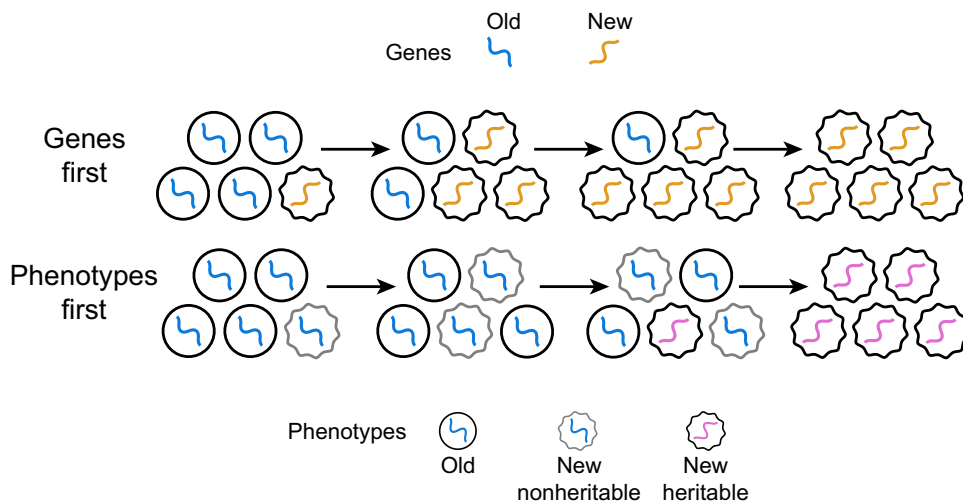 Old New
Genes
Genes
first
Phenotypes
first
Phenotypes
Old New New
nonheritable heritable